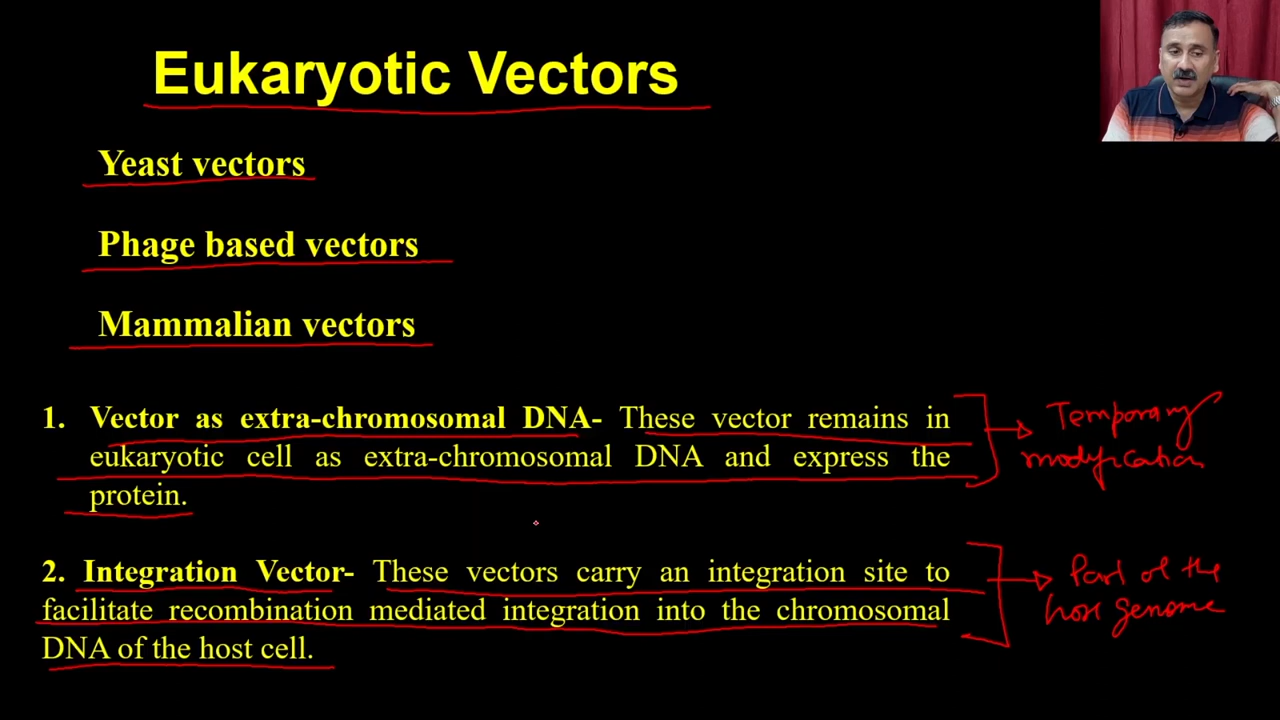 Eukaryotic Vectors
Yeast vectors
Phage based vectors
Mammalian vectors
1. Vector as extra-chromosomal DNA- These vector remains in
eukaryotic cell as extra-chromosomal DNA and express the
protein.
Temporary
modification
2. Integration Vector- These vectors carry an integration site to
facilitate recombination mediated integration into the chromosomal
DNA of the host cell.
Part of the
host genome